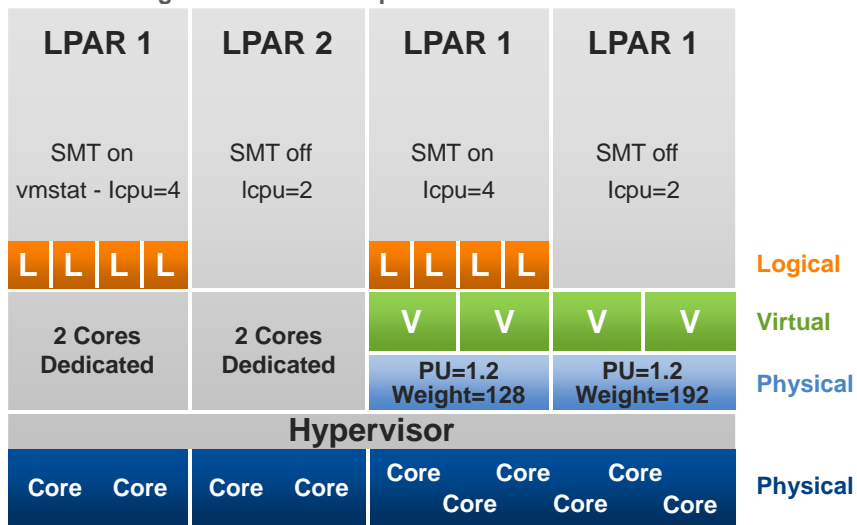 LPAR 1 LPAR 2 LPAR 1 LPAR 1
SMT on SMT off SMT on SMT off
vmstat - lcpu=4 lcpu=2 lcpu=4 lcpu=2
L L L L L L L L Logical
V V V V Virtual
2 Cores 2 Cores
Dedicated Dedicated
PU=1.2 PU=1.2
Weight=128 Weight=192
Physical
Hypervisor
Core Core Core Core Core Core Core
Core Core Core
Physical